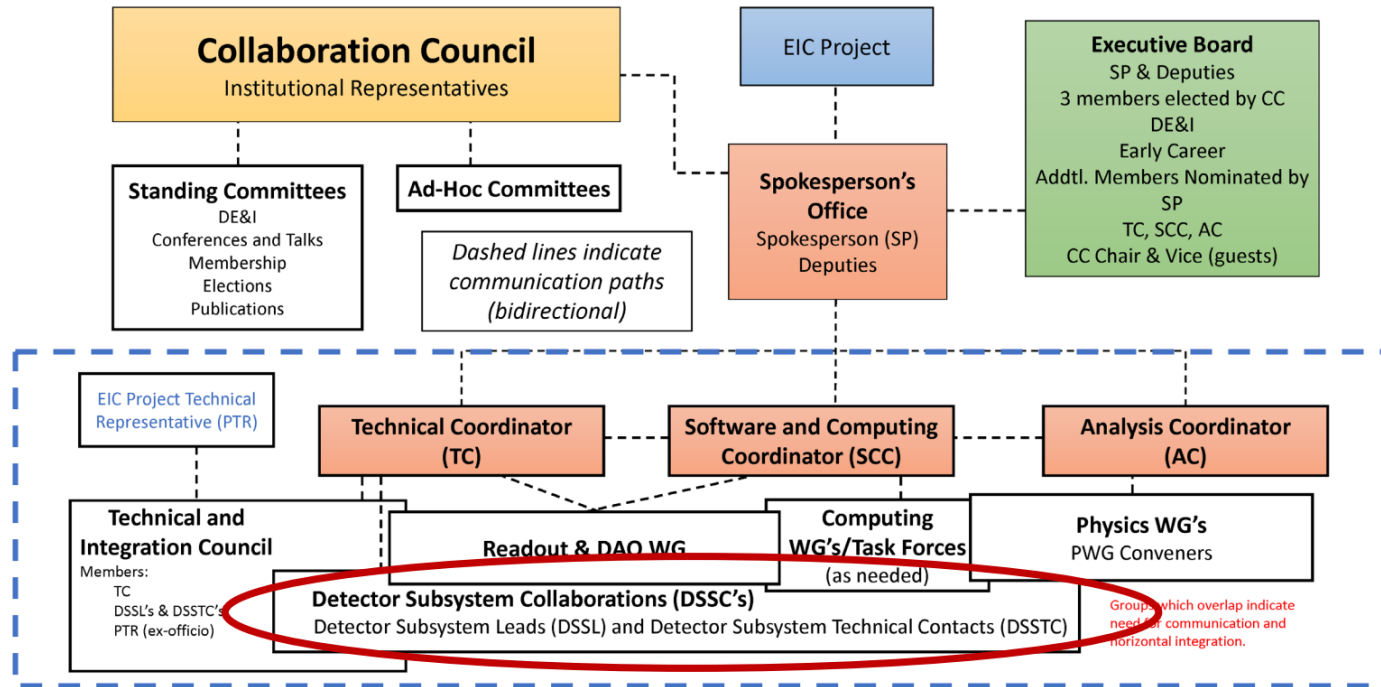 Collaboration Council
Institutional Representatives
EIC Project
Executive Board
SP & Deputies
3 members elected by CC
DE&I
Early Career
Addtl. Members Nominated by
SP
TC, SCC, AC
CC Chair & Vice (guests)
Standing Committees
DE&I
Conferences and Talks
Membership
Elections
Publications
Ad-Hoc Committees
Dashed lines indicate
communication paths
(bidirectional)
Spokesperson's
Office
Spokesperson (SP)
Deputies
EIC Project Technical
Representative (PTR)
Technical Coordinator
(TC)
Software and Computing
Coordinator (SCC)
Analysis Coordinator
(AC)
Technical and
Integration Council
Members:
TC
DSSL's & DSSTC's
PTR (ex-officio)
Readout & DAQ WG
Computing
WG's/Task Forces
(as needed)
Physics WG's
PWG Conveners
Detector Subsystem Collaborations (DSSC's)
Detector Subsystem Leads (DSSL) and Detector Subsystem Technical Contacts (DSSTC)
Groups which overlap indicate
need for communication and
horizontal integration.